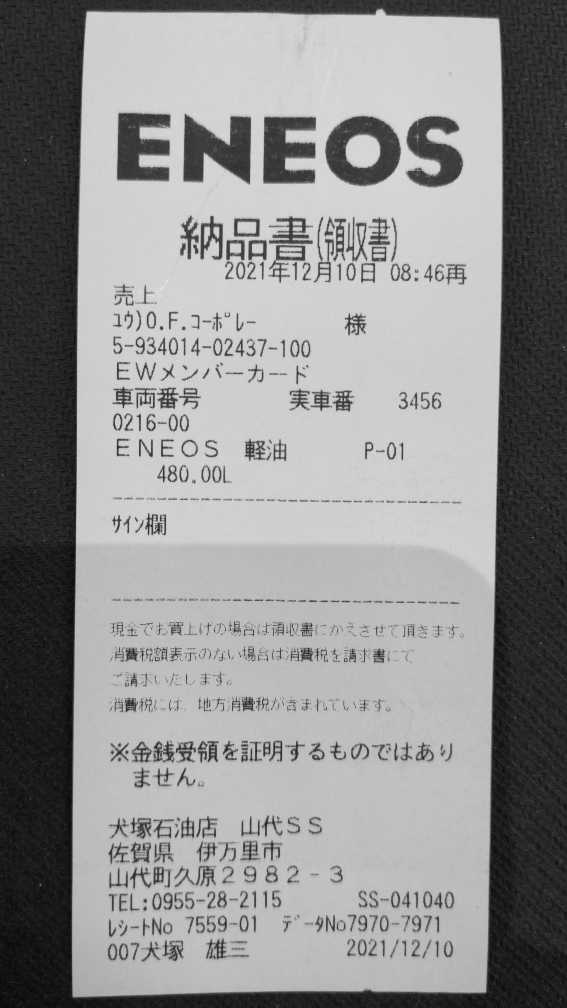 ENEOS
納品書(領収書)
2021年12月10日 08:46再
売上
ﾕｳ)O.F.ｺｰﾎﾟﾚｰ 様
5-934014-02437-100
ＥＷメンバーカード
車両番号 実車番 3456
0216-00
ＥＮＥＯＳ 軽油 P-01
480.00L
ｻｲﾝ欄
現金でお買上げの場合は領収書にかえさせて頂きます。
消費税額表示のない場合は消費税を請求書にて
ご請求いたします。
消費税には、地方消費税が含まれています。
※金銭受領を証明するものではあり
ません。
犬塚石油店 山代ＳＳ
佐賀県 伊万里市
山代町久原２９８２－３
TEL:0955-28-2115 SS-041040
ﾚｼｰﾄNo 7559-01 ﾃﾞｰﾀNo7970-7971
007犬塚 雄三 2021/12/10